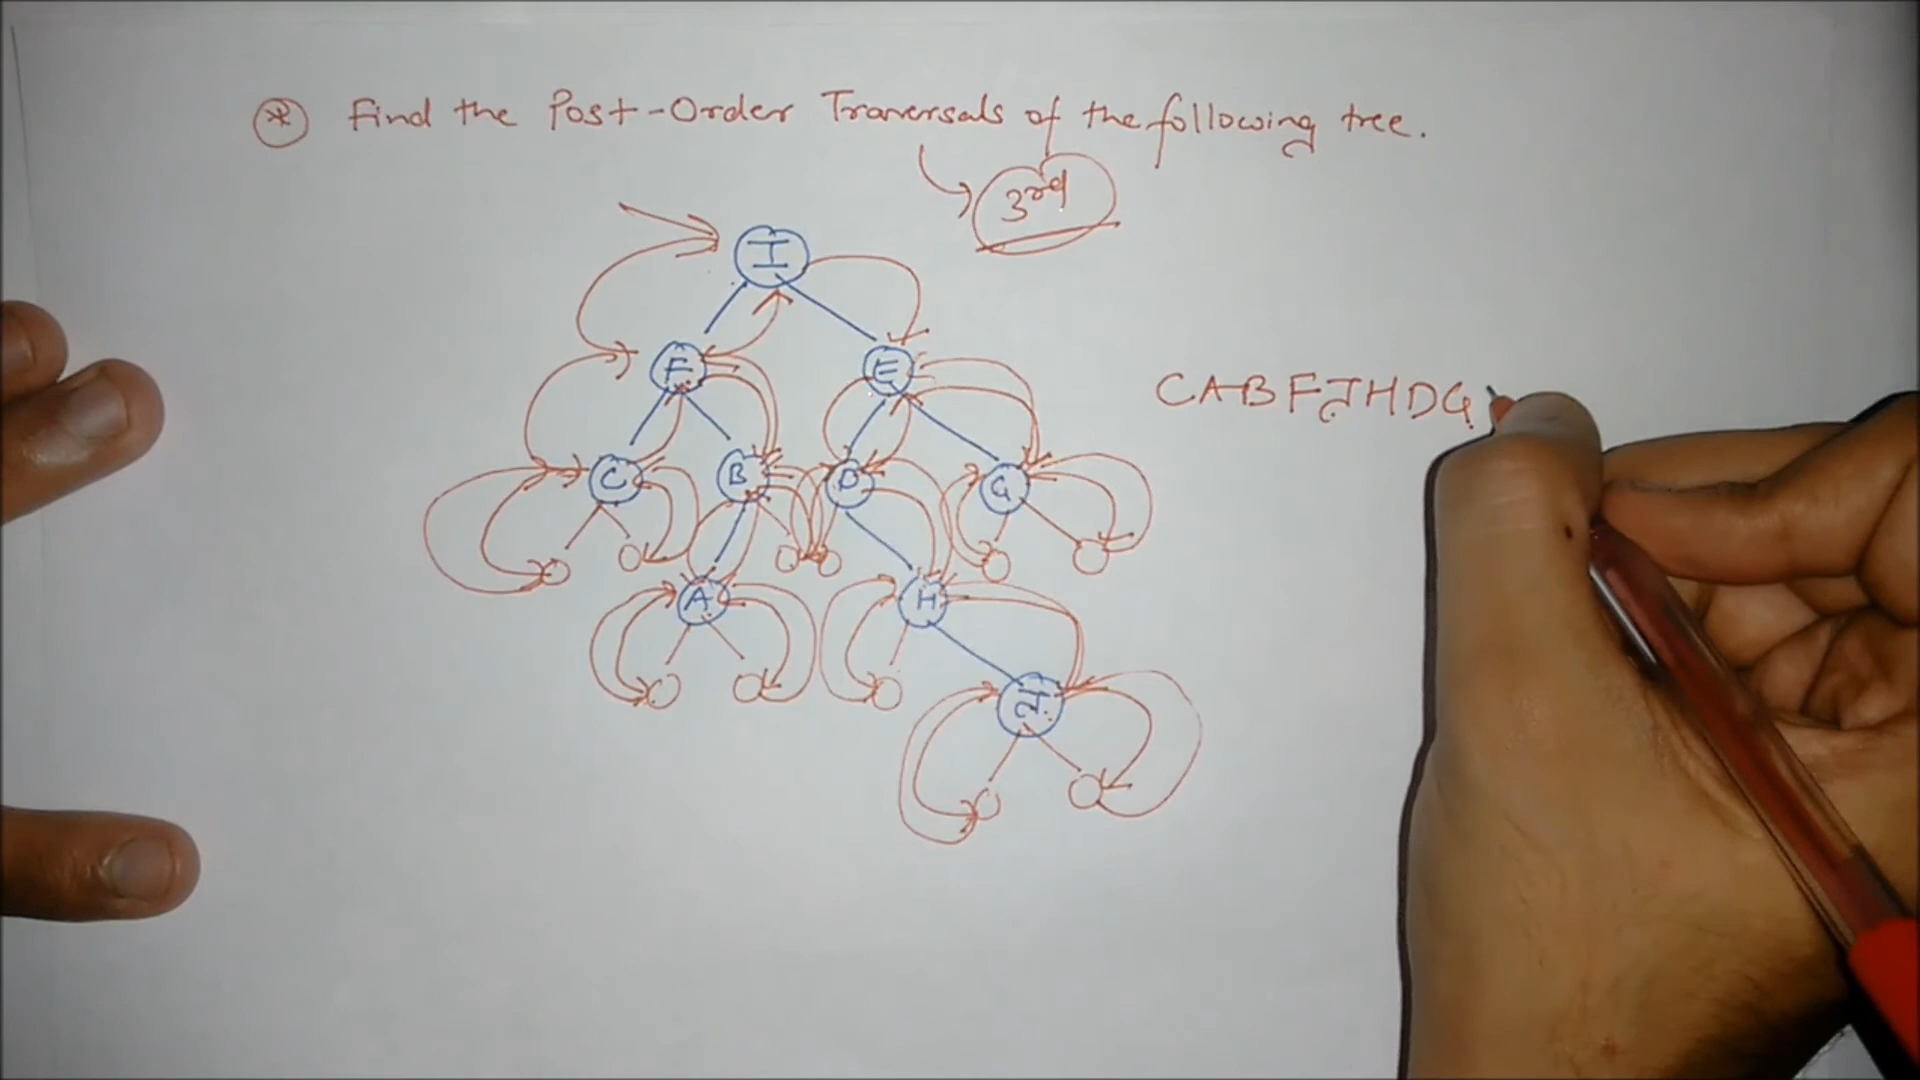 * Find the Post-Order Traversals of the following tree.
3rd
I
F E
C B D G
A H
J
CABFJHDG